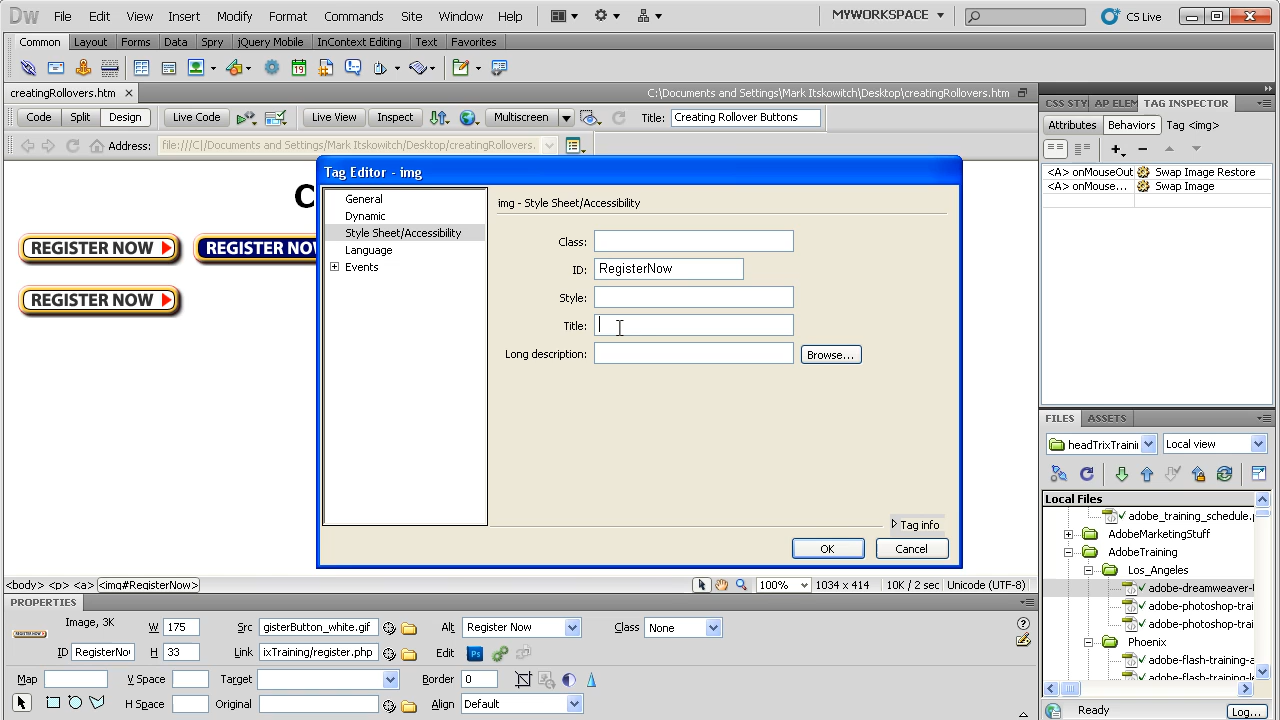 Dw File Edit View Insert Modify Format Commands Site Window Help MYWORKSPACE CS Live
Common Layout Forms Data Spry jQuery Mobile InContext Editing Text Favorites
creatingRollovers.htm C:\Documents and Settings\Mark Itskowitch\Desktop\creatingRollovers.htm
Code Split Design Live Code Live View Inspect Multiscreen Title: Creating Rollover Buttons
Address: file:///C|/Documents and Settings/Mark Itskowitch/Desktop/creatingRollovers.
CSS STY AP ELEM TAG INSPECTOR
Attributes Behaviors Tag <img>
<A> onMouseOut Swap Image Restore
<A> onMouse... Swap Image
C
REGISTER NOW REGISTER NOW
REGISTER NOW
Tag Editor - img
General
Dynamic
Style Sheet/Accessibility
Language
Events
img - Style Sheet/Accessibility
Class:
ID: RegisterNow
Style:
Title:
Long description: Browse...
Tag info
OK Cancel
FILES ASSETS
headTrixTraini Local view
Local Files
adobe_training_schedule.p
AdobeMarketingStuff
AdobeTraining
Los_Angeles
adobe-dreamweaver-t
adobe-photoshop-trai
adobe-photoshop-trai
Phoenix
adobe-flash-training-a
Ready Log...
<body> <p> <a> <img#RegisterNow> 100% 1034 x 414 10K / 2 sec Unicode (UTF-8)
PROPERTIES
Image, 3K W 175 Src gisterButton_white.gif Alt Register Now Class None
ID RegisterNov H 33 Link ixTraining/register.php Edit Ps
Map V Space Target Border 0
H Space Original Align Default